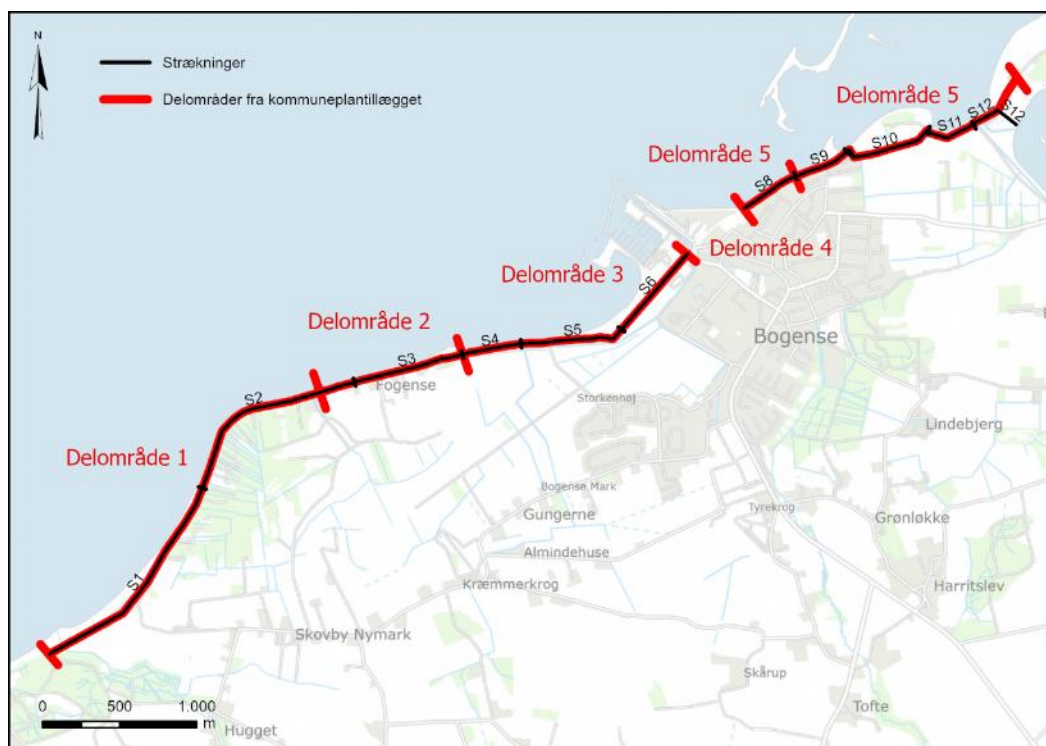 N
Strækninger
Delområder fra kommuneplantillægget
Delområde 5
S12
S12
S11
S10
S9
Delområde 5
S8
Delområde 4
Delområde 3
S6
Delområde 2
S5
S4
Bogense
S3
Fogense
S2
Storkenhøj
Lindebjerg
Delområde 1
Bogense Mark
Gungerne
Tyrekrog
Grønløkke
Almindehuse
S1
Kræmmerkrog
Harritslev
Skovby Nymark
Skårup
0 500 1.000
m
Tofte
Hugget